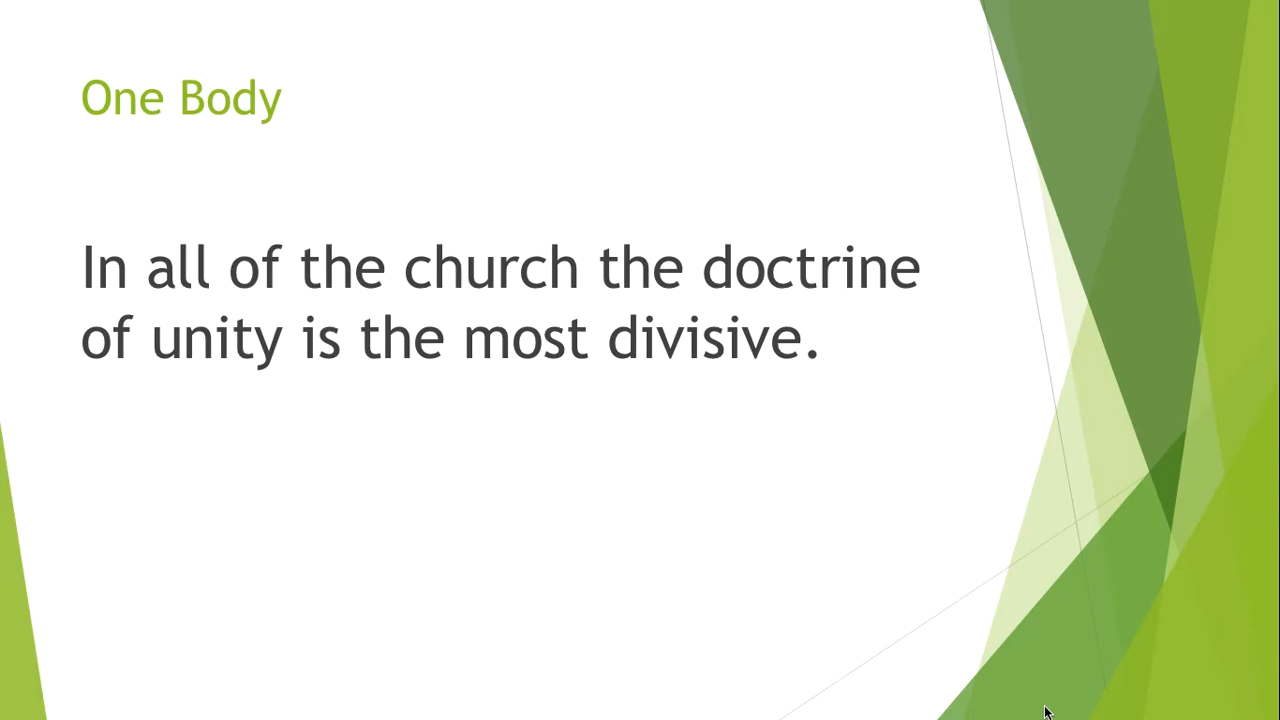 One Body
In all of the church the doctrine
of unity is the most divisive.